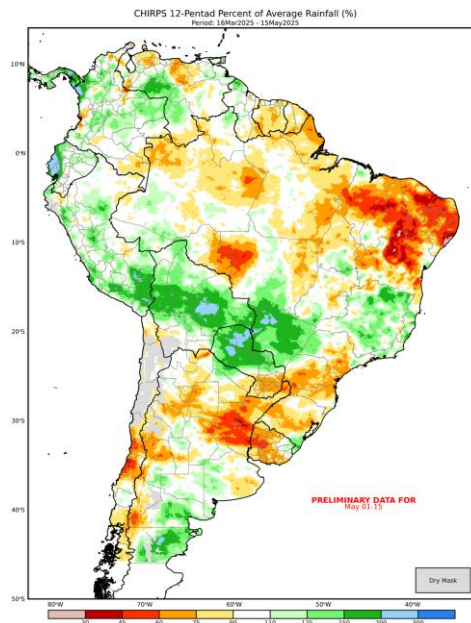 CHIRPS 12-Pentad Percent of Average Rainfall (%)
Period: 16Mar2025 - 15May2025
10°N
0°N
10°S
20°S
30°S
40°S
50°S
PRELIMINARY DATA FOR
May 01-15
Dry Mask
80°W 70°W 60°W 50°W 40°W
30 45 60 75 90 110 125 150 200 300